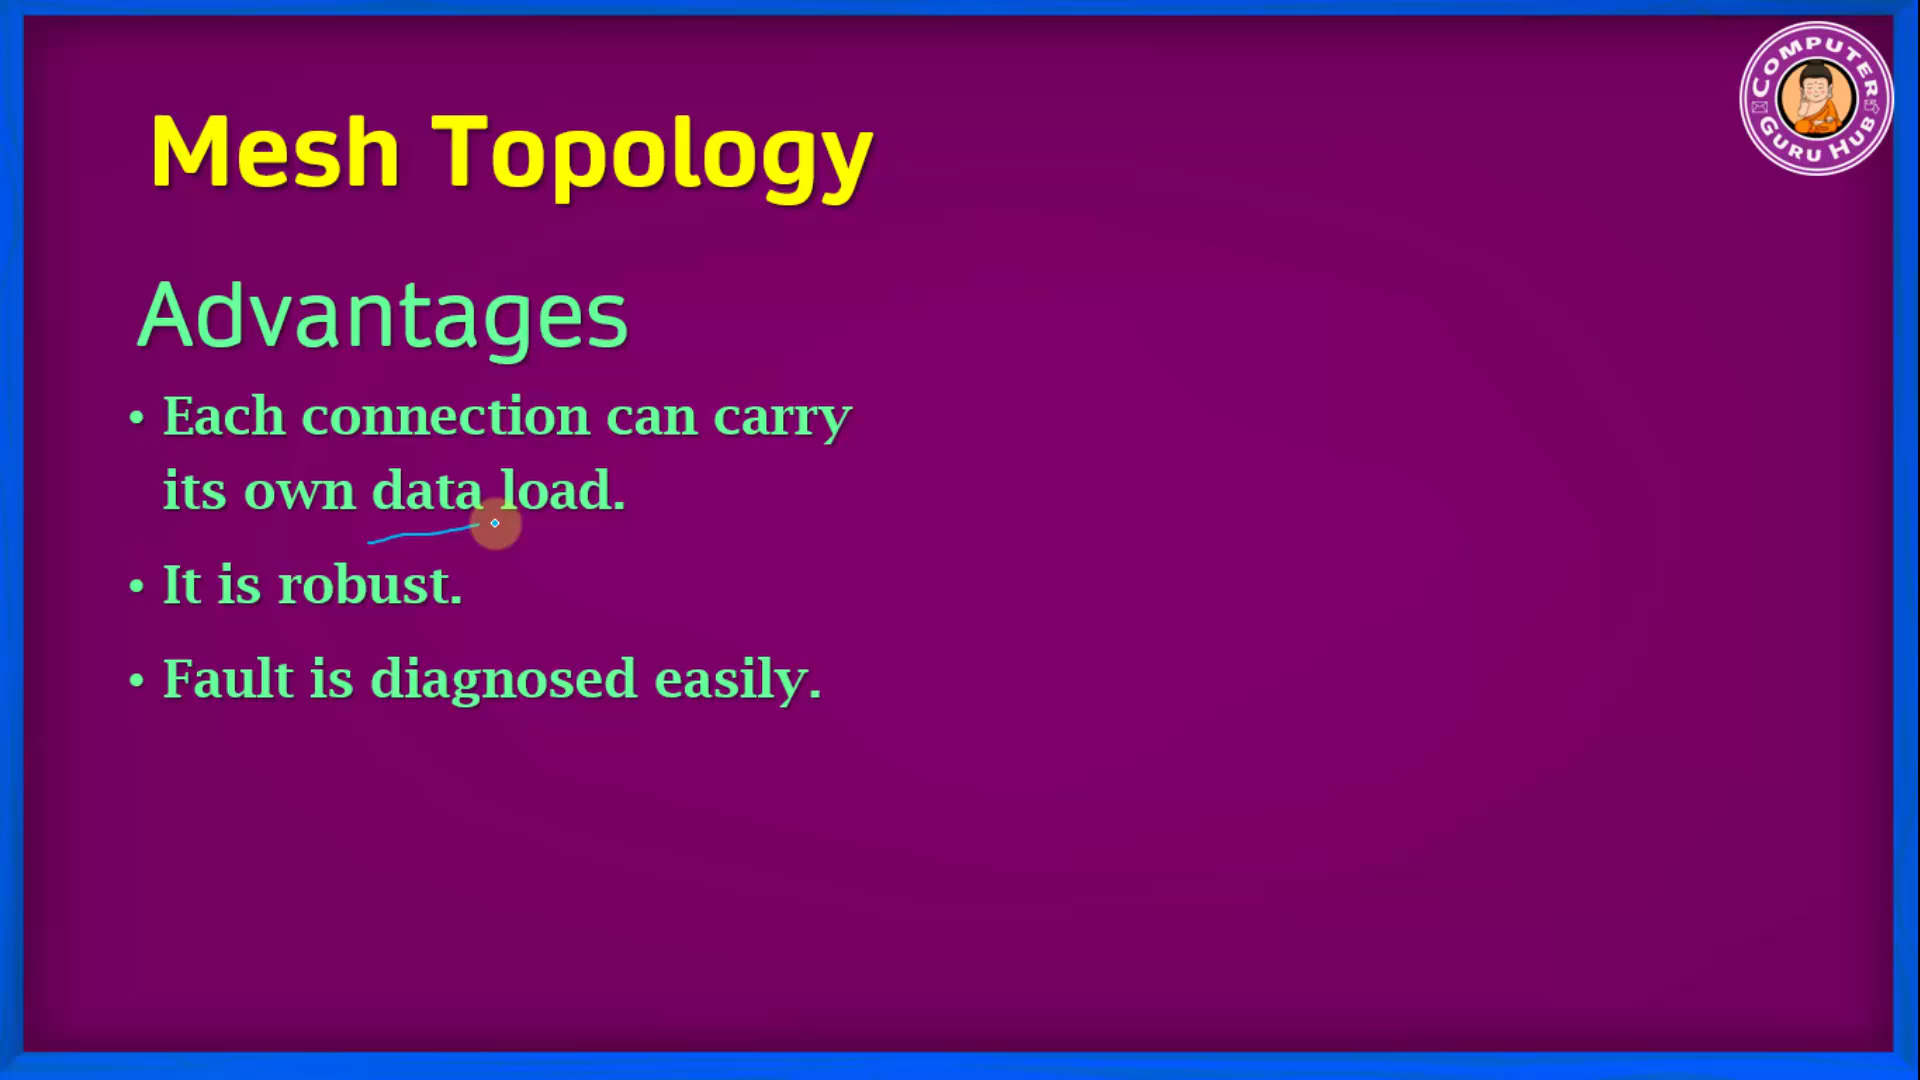 COMPUTER
GURU HUB
Mesh Topology
Advantages
• Each connection can carry
its own data load.
• It is robust.
• Fault is diagnosed easily.